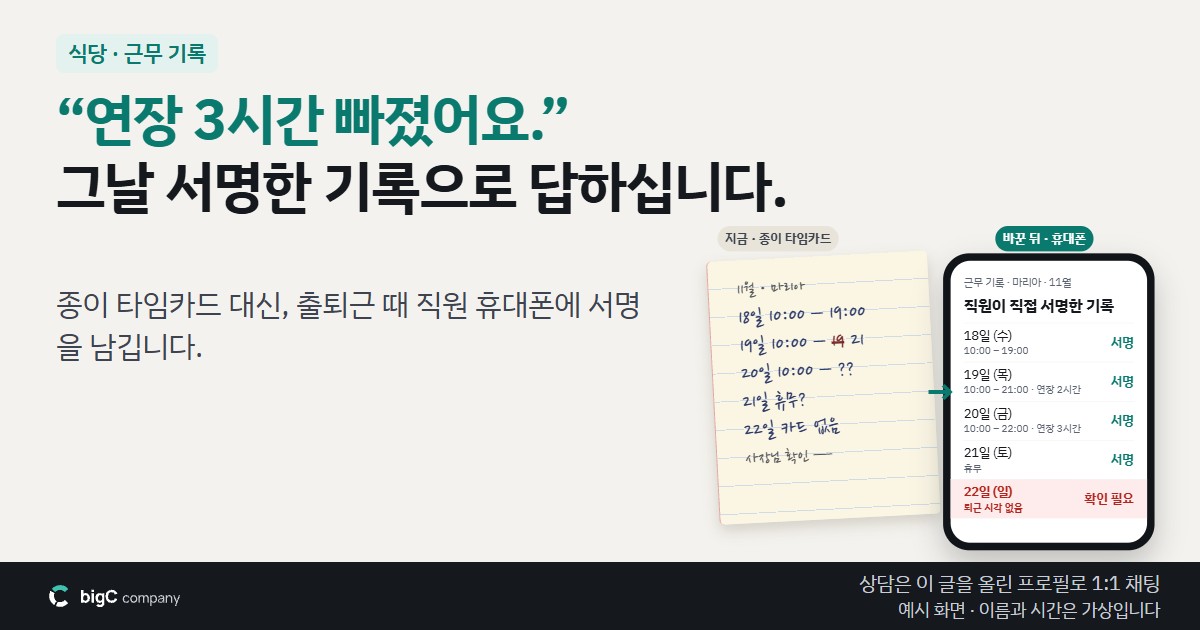 식당 · 근무 기록
“연장 3시간 빠졌어요.”
그날 서명한 기록으로 답하십니다.
종이 타임카드 대신, 출퇴근 때 직원 휴대폰에 서명
을 남깁니다.
지금 · 종이 타임카드
11월 · 마리아
18일 10:00 — 19:00
19일 10:00 — 19 21
20일 10:00 — ??
21일 휴무?
22일 카드 없음
사장님 확인 —
바꾼 뒤 · 휴대폰
근무 기록 · 마리아 · 11월
직원이 직접 서명한 기록
18일 (수) 서명
10:00 – 19:00
19일 (목) 서명
10:00 – 21:00 · 연장 2시간
20일 (금) 서명
10:00 – 22:00 · 연장 3시간
21일 (토) 서명
휴무
22일 (일) 확인 필요
퇴근 시각 없음
bigC company
상담은 이 글을 올린 프로필로 1:1 채팅
예시 화면 · 이름과 시간은 가상입니다